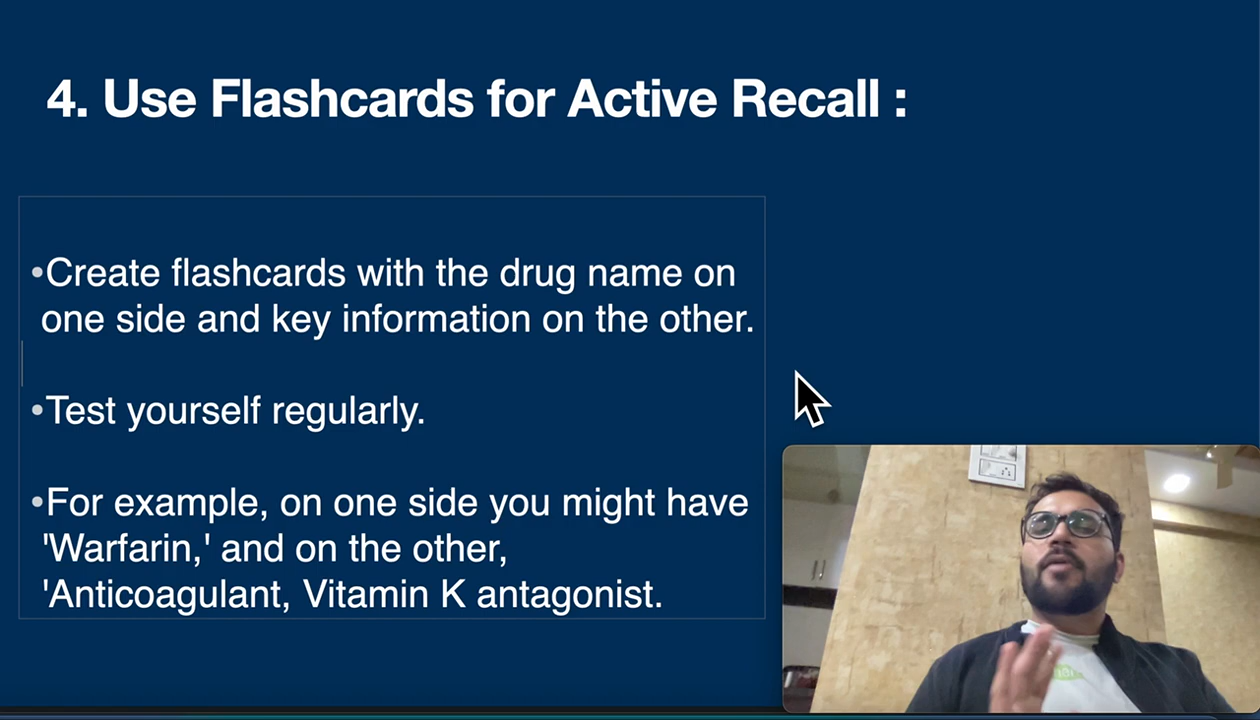 4. Use Flashcards for Active Recall :
•Create flashcards with the drug name on
one side and key information on the other.
•Test yourself regularly.
•For example, on one side you might have
'Warfarin,' and on the other,
'Anticoagulant, Vitamin K antagonist.